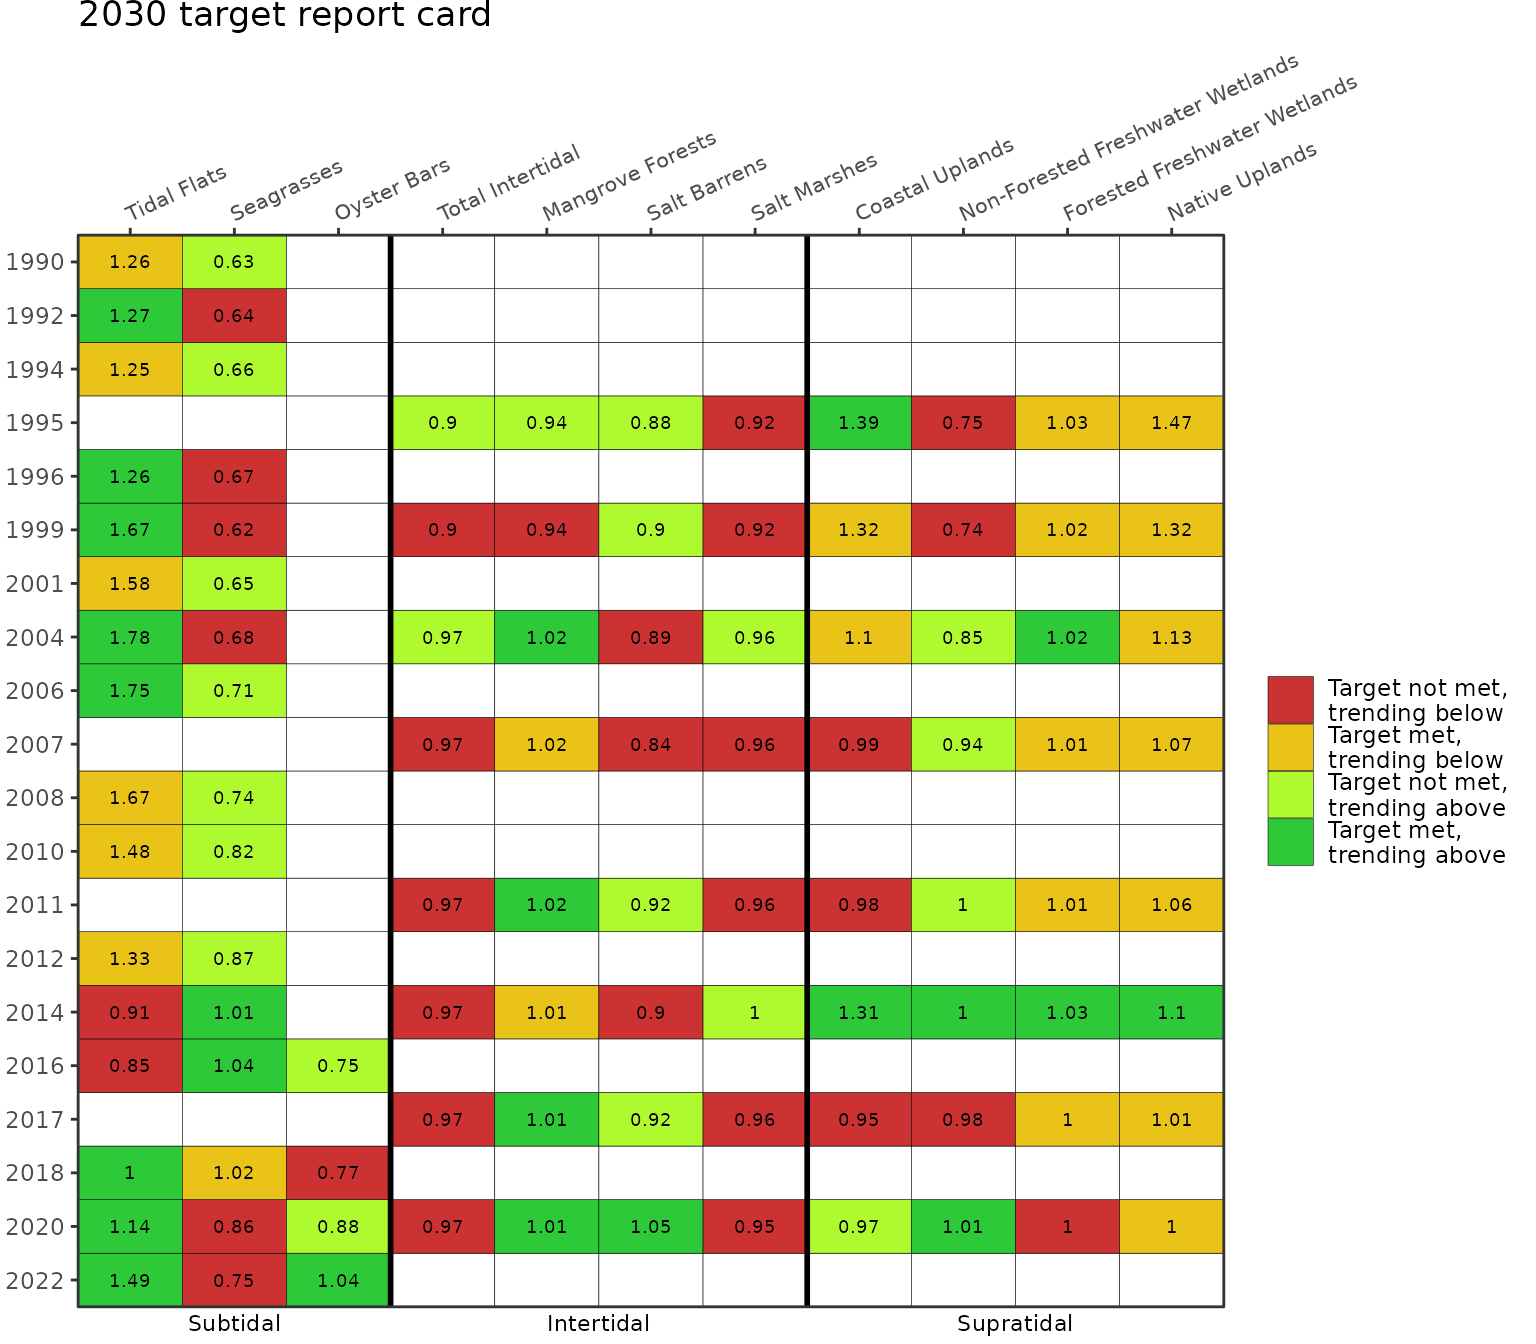 2030 target report card
Tidal Flats
Seagrasses
Oyster Bars
Total Intertidal
Mangrove Forests
Salt Barrens
Salt Marshes
Coastal Uplands
Non-Forested Freshwater Wetlands
Forested Freshwater Wetlands
Native Uplands
1990 1.26 0.63
1992 1.27 0.64
1994 1.25 0.66
1995 0.9 0.94 0.88 0.92 1.39 0.75 1.03 1.47
1996 1.26 0.67
1999 1.67 0.62 0.9 0.94 0.9 0.92 1.32 0.74 1.02 1.32
2001 1.58 0.65
2004 1.78 0.68 0.97 1.02 0.89 0.96 1.1 0.85 1.02 1.13
2006 1.75 0.71
2007 0.97 1.02 0.84 0.96 0.99 0.94 1.01 1.07
2008 1.67 0.74
2010 1.48 0.82
2011 0.97 1.02 0.92 0.96 0.98 1 1.01 1.06
2012 1.33 0.87
2014 0.91 1.01 0.97 1.01 0.9 1 1.31 1 1.03 1.1
2016 0.85 1.04 0.75
2017 0.97 1.01 0.92 0.96 0.95 0.98 1 1.01
2018 1 1.02 0.77
2020 1.14 0.86 0.88 0.97 1.01 1.05 0.95 0.97 1.01 1 1
2022 1.49 0.75 1.04
Subtidal Intertidal Supratidal
Target not met,
trending below
Target met,
trending below
Target not met,
trending above
Target met,
trending above